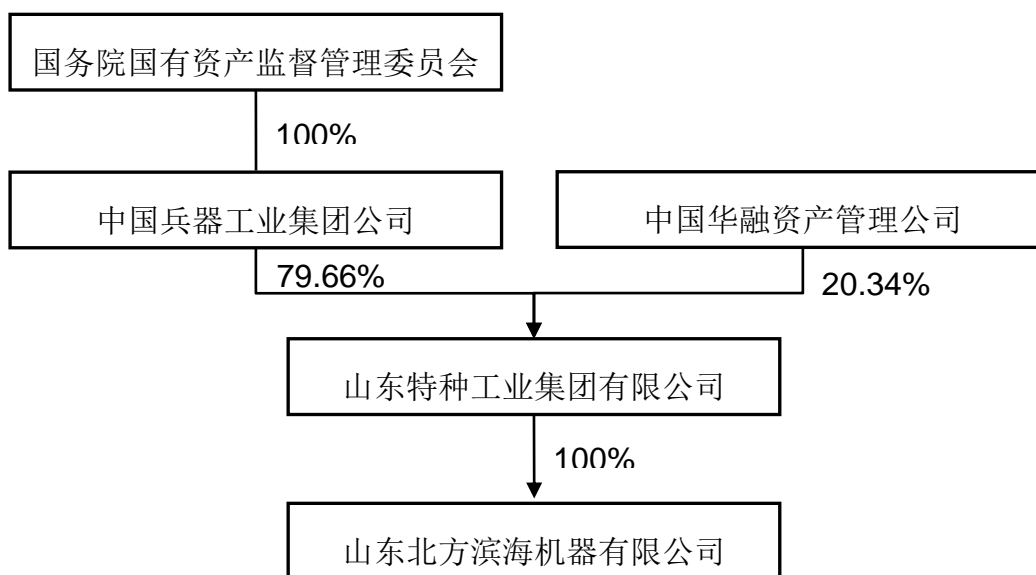 国务院国有资产监督管理委员会
100%
中国兵器工业集团公司
中国华融资产管理公司
79.66%
20.34%
山东特种工业集团有限公司
100%
山东北方滨海机器有限公司